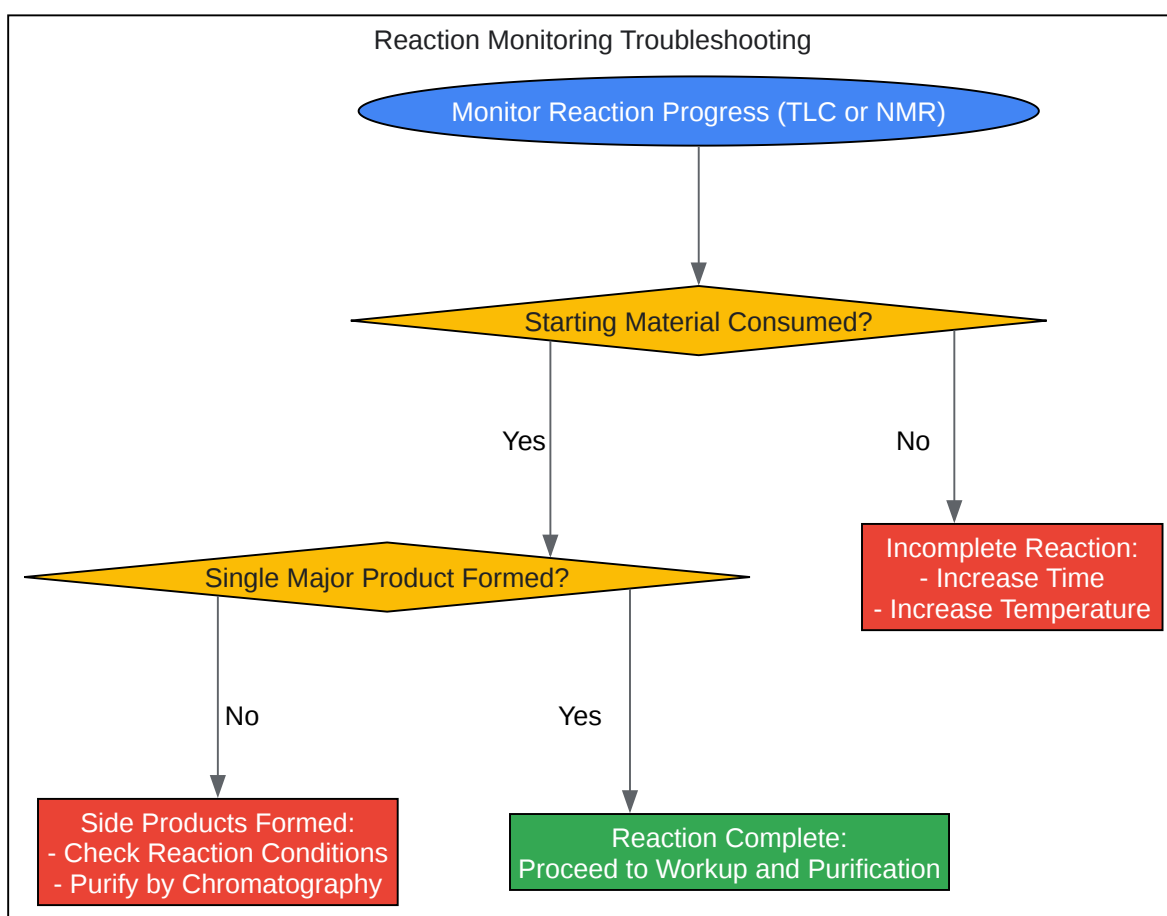 Reaction Monitoring Troubleshooting
Monitor Reaction Progress (TLC or NMR)
Starting Material Consumed?
Yes
No
Incomplete Reaction:
- Increase Time
- Increase Temperature
Single Major Product Formed?
No
Yes
Side Products Formed:
- Check Reaction Conditions
- Purify by Chromatography
Reaction Complete:
Proceed to Workup and Purification